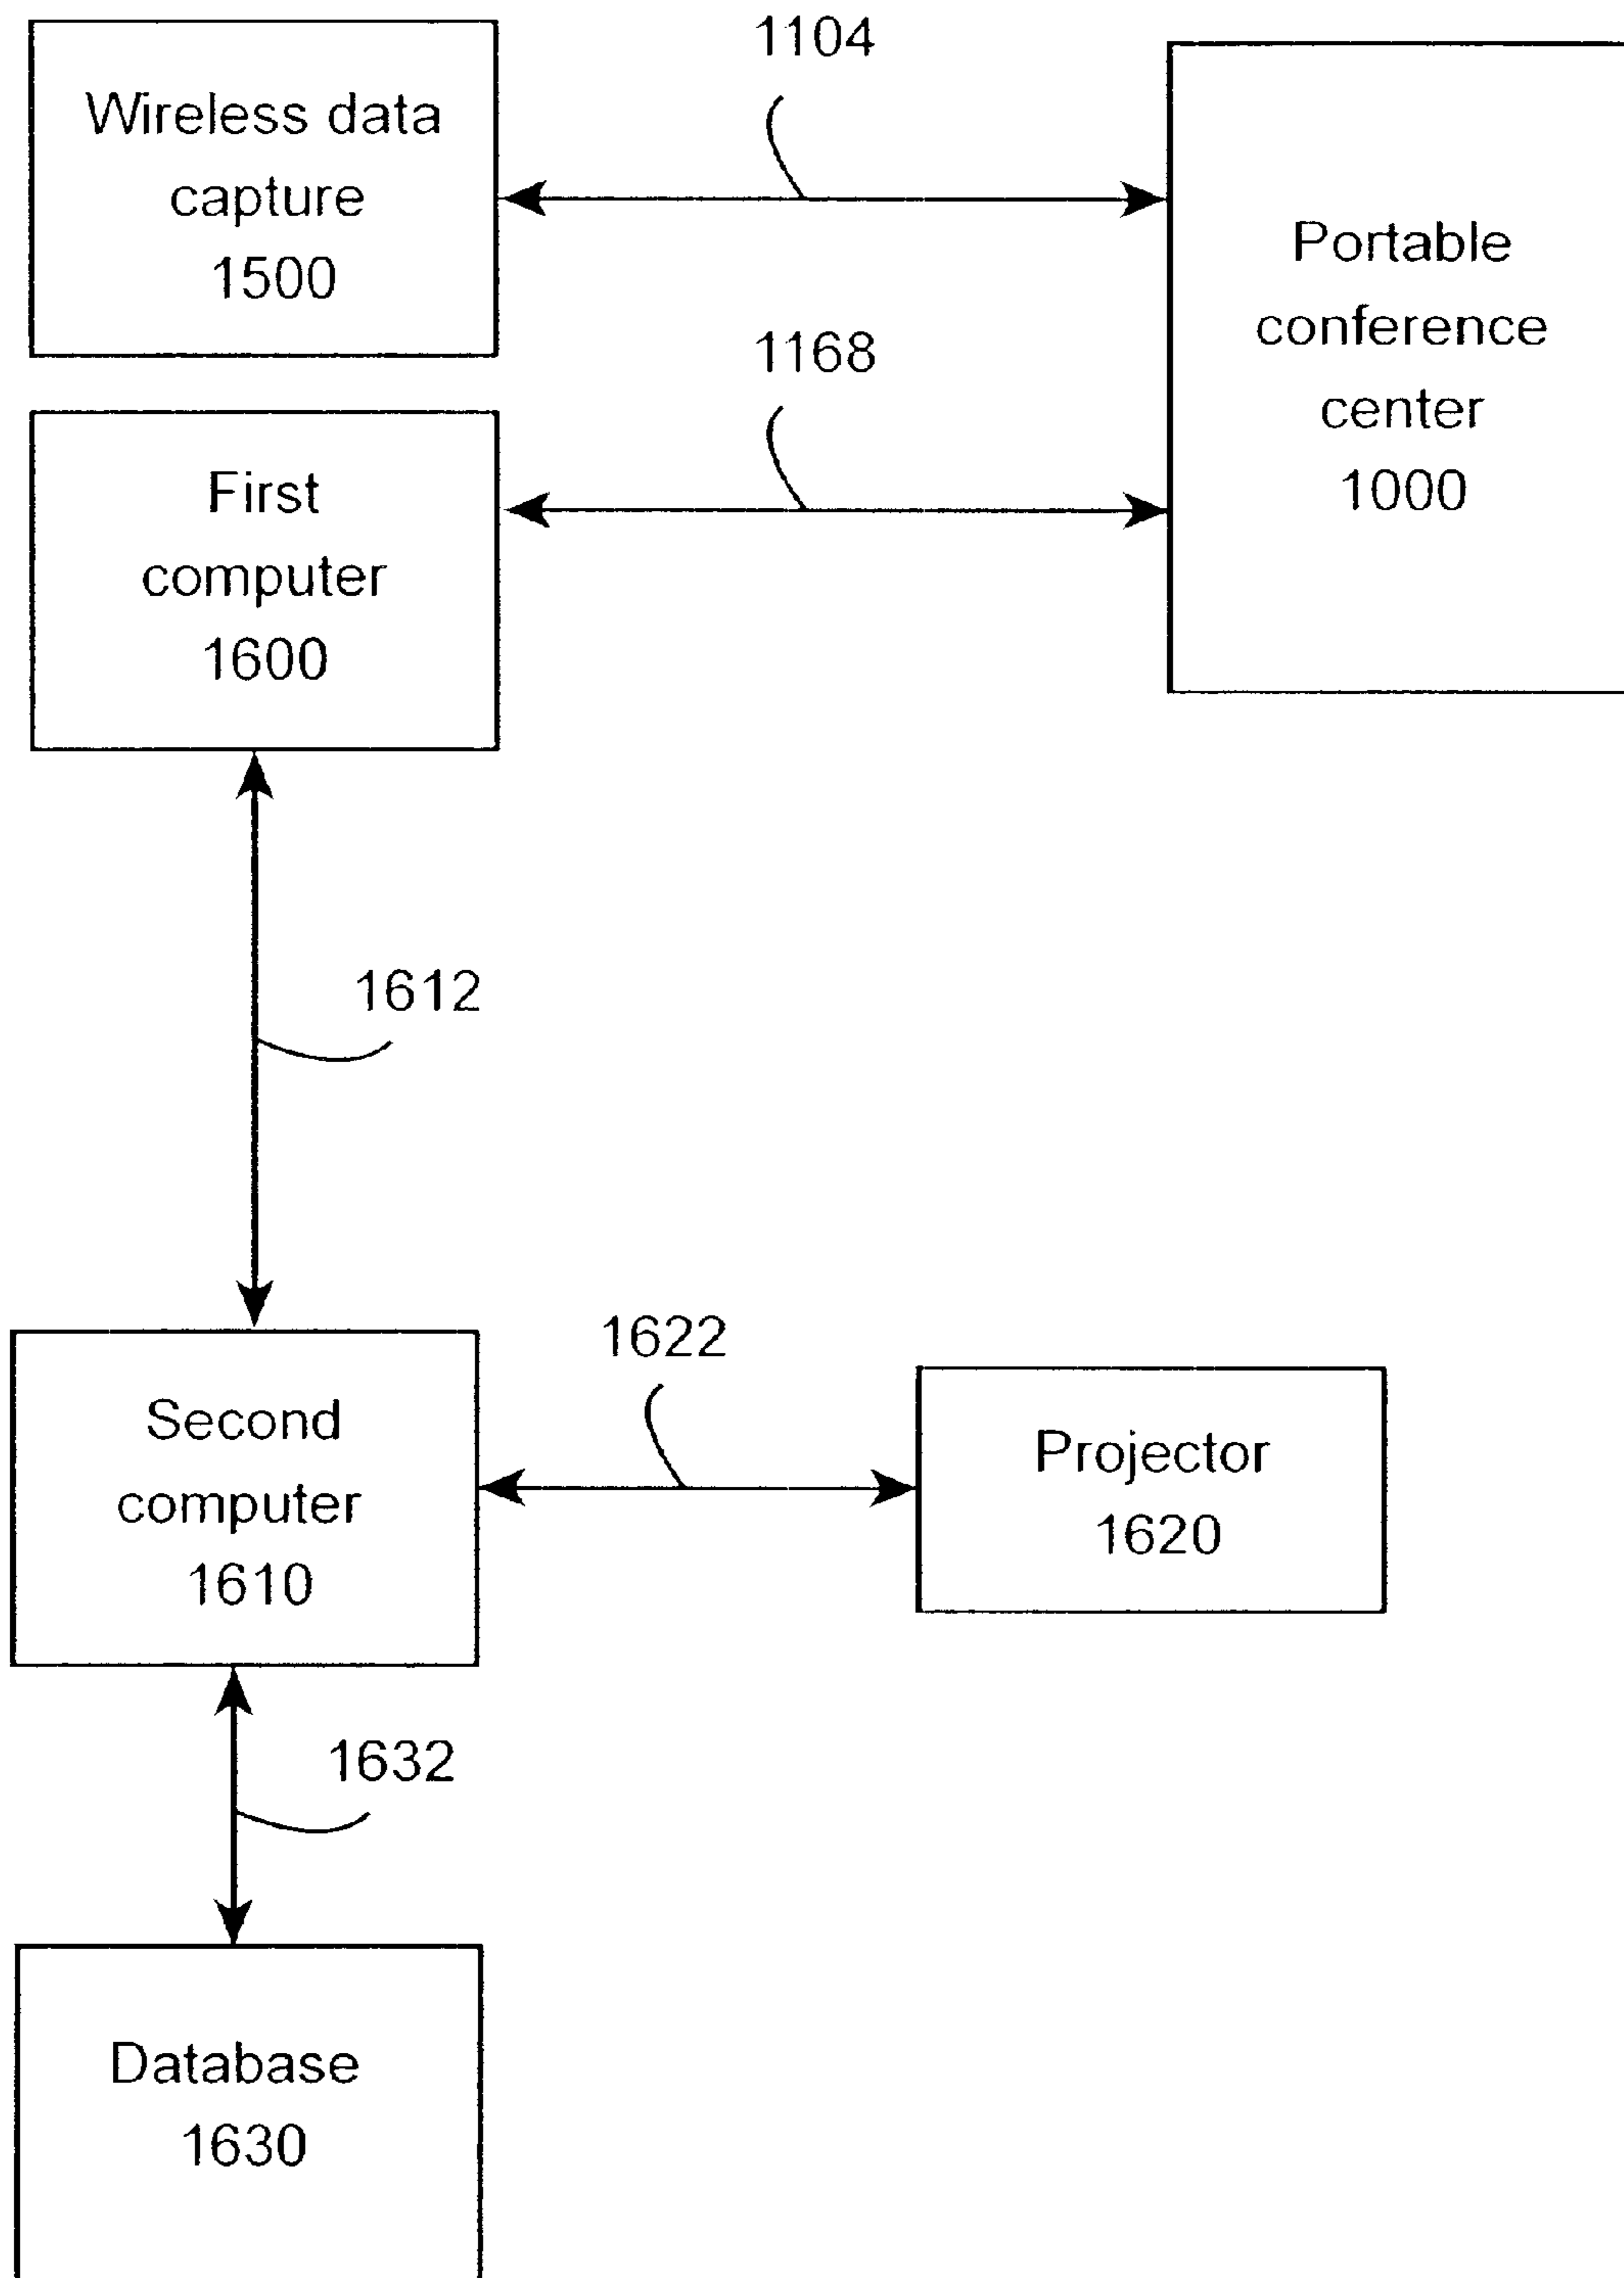 1104
Wireless data
capture
1500
Portable
conference
center
1000
1168
First
computer
1600
1612
Second
computer
1610
1622
Projector
1620
1632
Database
1630